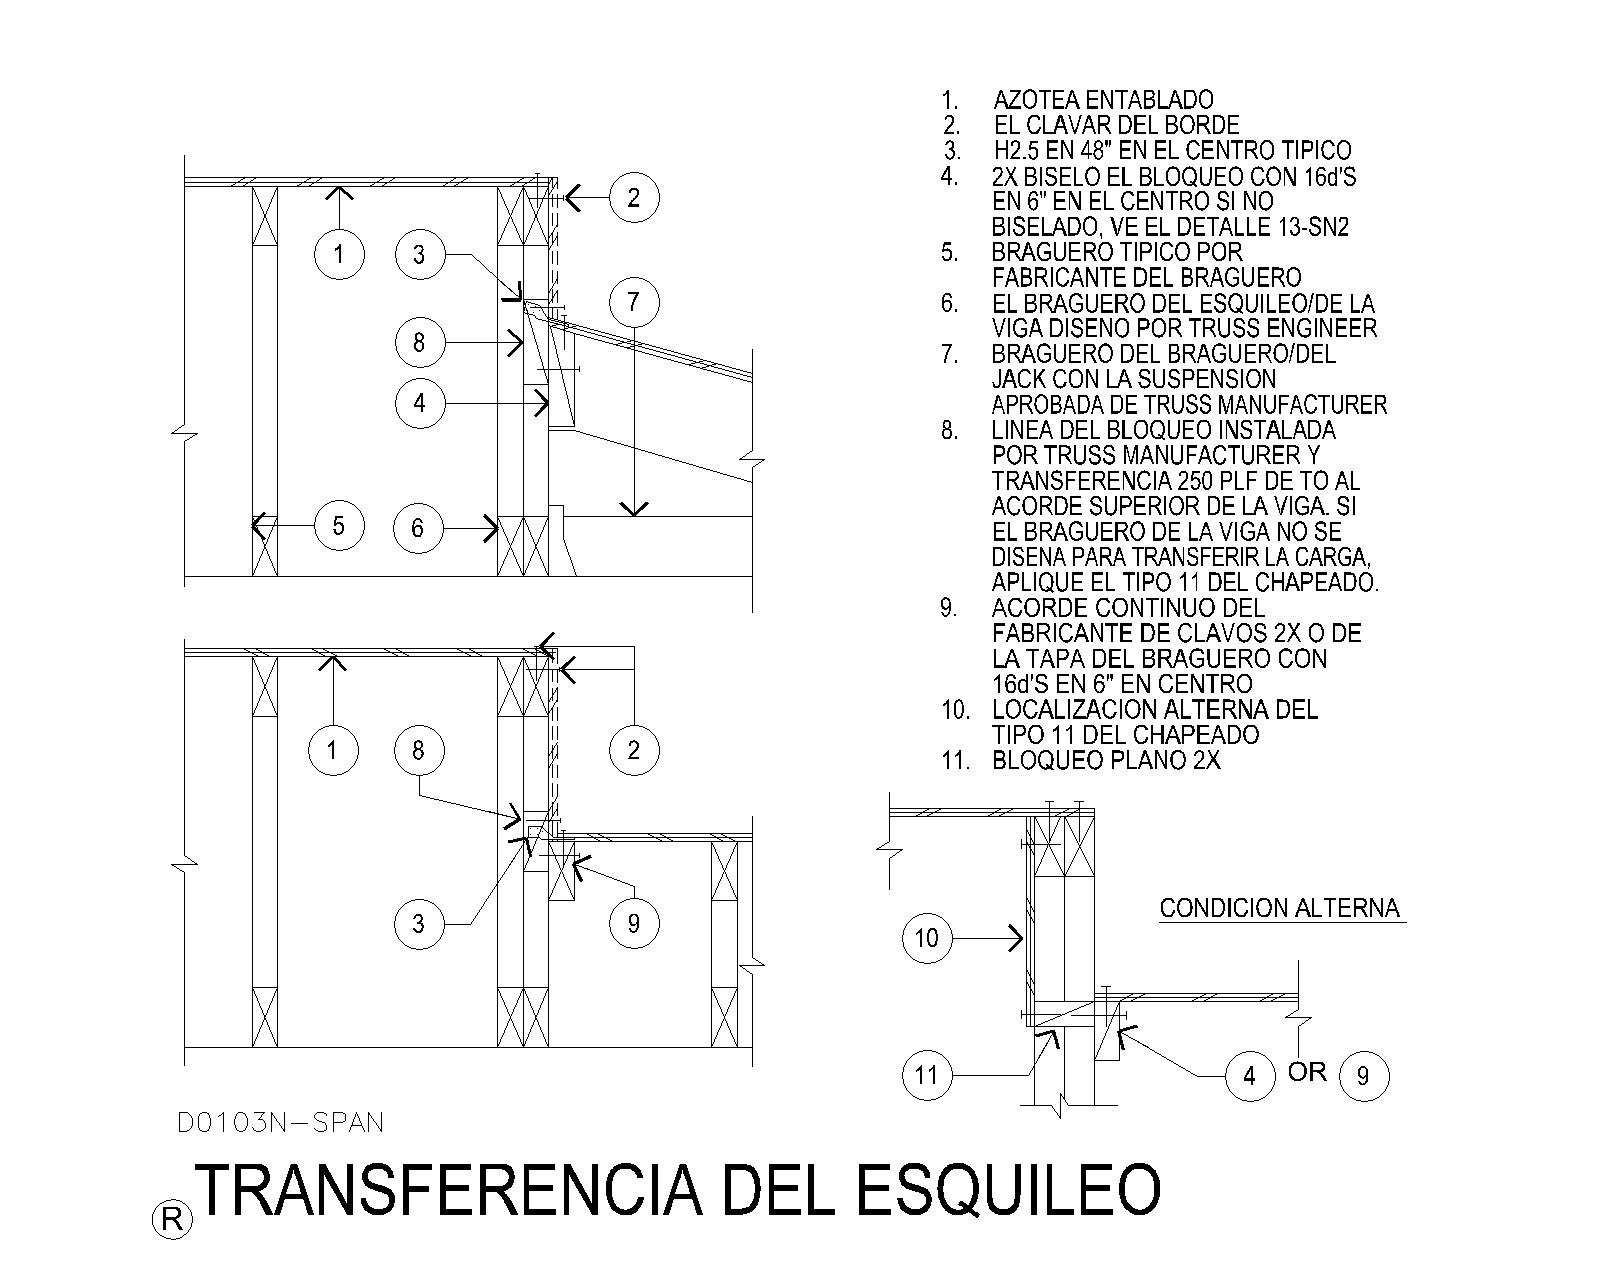 1. AZOTEA ENTABLADO
2. EL CLAVAR DEL BORDE
3. H2.5 EN 48" EN EL CENTRO TIPICO
4. 2X BISELO EL BLOQUEO CON 16d'S
EN 6" EN EL CENTRO SI NO
BISELADO, VE EL DETALLE 13-SN2
5. BRAGUERO TIPICO POR
FABRICANTE DEL BRAGUERO
6. EL BRAGUERO DEL ESQUILEO/DE LA
VIGA DISENO POR TRUSS ENGINEER
7. BRAGUERO DEL BRAGUERO/DEL
JACK CON LA SUSPENSION
APROBADA DE TRUSS MANUFACTURER
8. LINEA DEL BLOQUEO INSTALADA
POR TRUSS MANUFACTURER Y
TRANSFERENCIA 250 PLF DE TO AL
ACORDE SUPERIOR DE LA VIGA. SI
EL BRAGUERO DE LA VIGA NO SE
DISENA PARA TRANSFERIR LA CARGA,
APLIQUE EL TIPO 11 DEL CHAPEADO.
9. ACORDE CONTINUO DEL
FABRICANTE DE CLAVOS 2X O DE
LA TAPA DEL BRAGUERO CON
16d'S EN 6" EN CENTRO
10. LOCALIZACION ALTERNA DEL
TIPO 11 DEL CHAPEADO
11. BLOQUEO PLANO 2X
2
1
3
7
8
4
5
6
1
8
2
3
9
CONDICION ALTERNA
10
11
4 OR 9
D0103N-SPAN
R TRANSFERENCIA DEL ESQUILEO